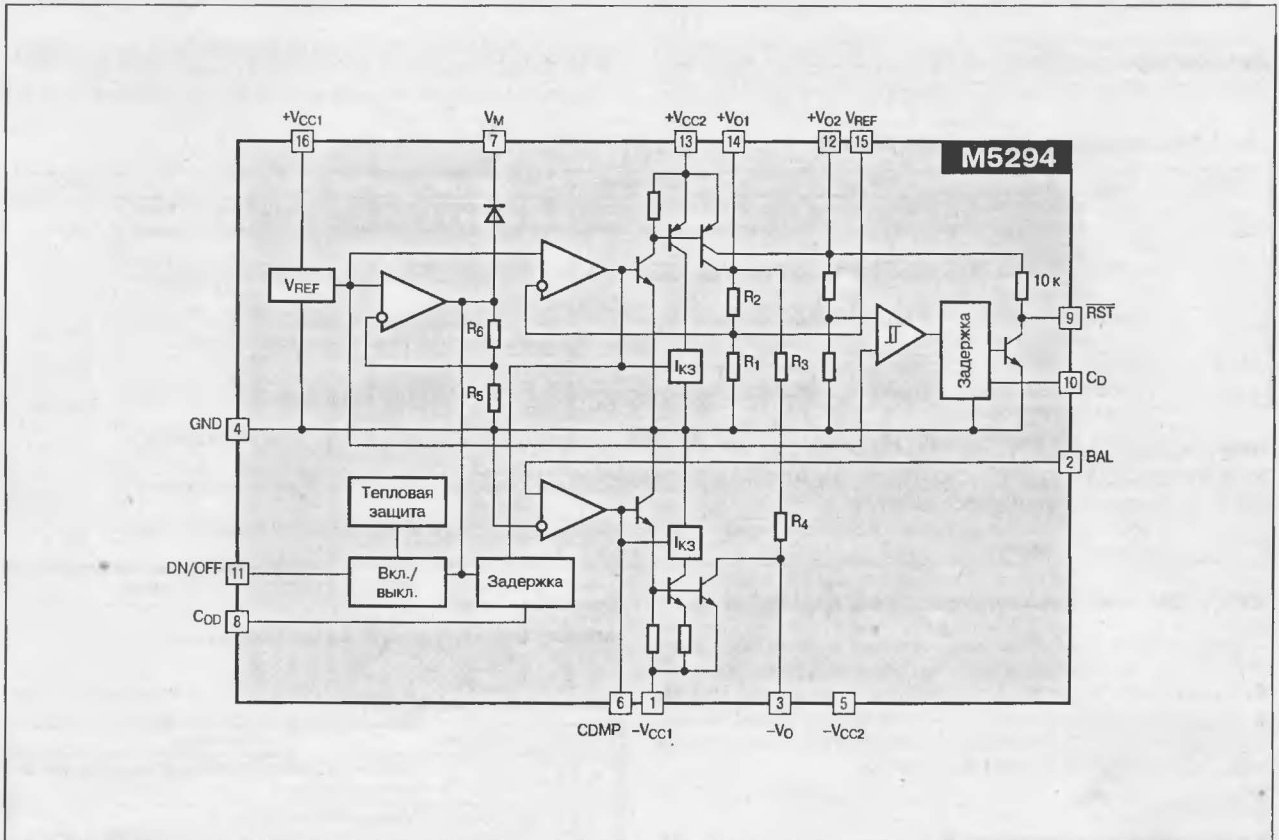 +VCC1
VM
+VCC2
+VO1
+VO2
VREF
16
7
13
14
12
15
M5294
VREF
R6
R5
R2
R1
R3
IКЗ
10 к
Задержка
RST
9
CD
10
GND
4
BAL
2
Тепловая
защита
R4
IКЗ
DN/OFF
11
Вкл./
выкл.
Задержка
COD
8
6
1
3
5
CDMP
–VCC1
–VO
–VCC2